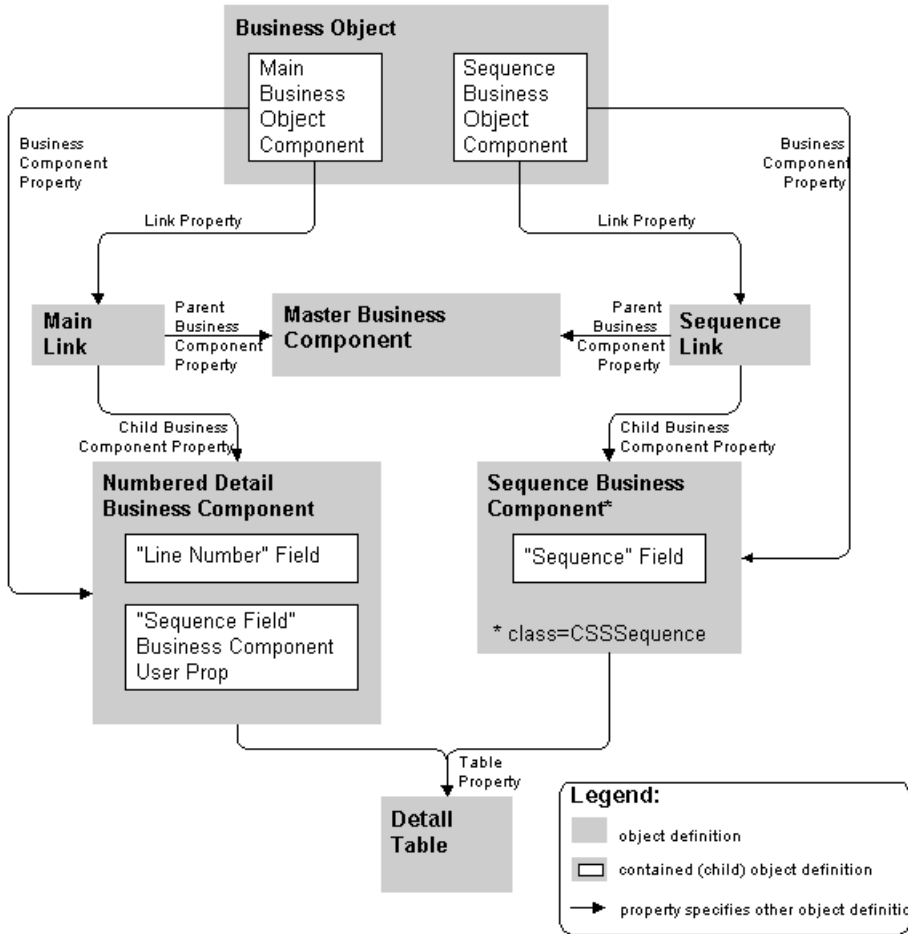 Business Object
Main
Business
Object
Component
Sequence
Business
Object
Component
Business
Component
Property
Business
Component
Property
Link Property
Link Property
Main
Link
Parent
Business
Component
Property
Master Business
Component
Parent
Business
Component
Property
Sequence
Link
Child Business
Component Property
Child Business
Component Property
Numbered Detail
Business Component
"Line Number" Field
"Sequence Field"
Business Component
User Prop
Sequence Business
Component*
"Sequence" Field
* class=CSSSequence
Table
Property
Detail
Table
Legend:
object definition
contained (child) object definition
property specifies other object definitio